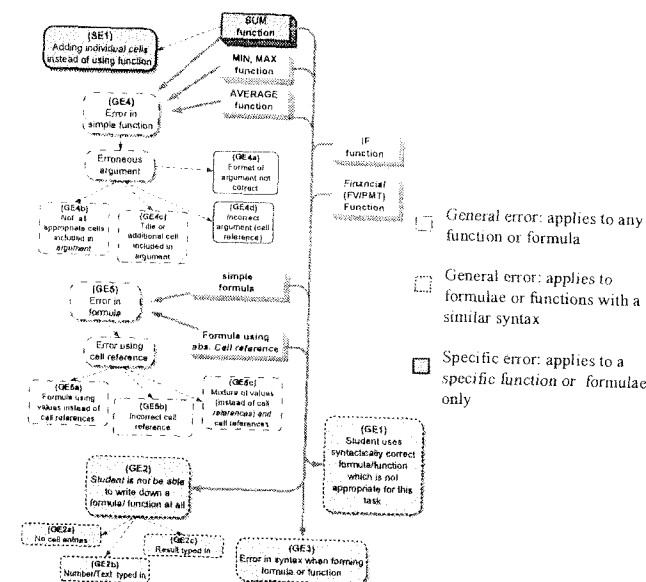 SUM
function
(SE1)
Adding individual cells
instead of using function
MIN, MAX
function
AVERAGE
function
(GE4)
Error in
simple function
IF
function
Erroneous
argument
(GE4a)
Format of
argument not
correct
Financial
(FV/PMT)
Function
(GE4b)
Not all
appropriate cells
included in
argument
(GE4c)
Title or
additional cell
included in
argument
(GE4d)
Incorrect
argument (cell
reference)
General error: applies to any
function or formula
simple
formula
(GE5)
Error in
formula
General error: applies to
formulae or functions with a
similar syntax
Formula using
abs. Cell reference
Error using
cell reference
Specific error: applies to a
specific function or formulae
only
(GE5a)
Formula using
values instead of
cell references
(GE5b)
Incorrect cell
reference
(GE5c)
Mixture of values
(instead of cell
references) and
cell references
(GE1)
Student uses
syntactically correct
formula/function
which is not
appropriate for this
task
(GE2)
Student is not be able
to write down a
formula/ function at all
(GE2a)
No cell entries
(GE2b)
Number/Text typed in
(GE2c)
Result typed in
(GE3)
Error in syntax when forming
formula or function